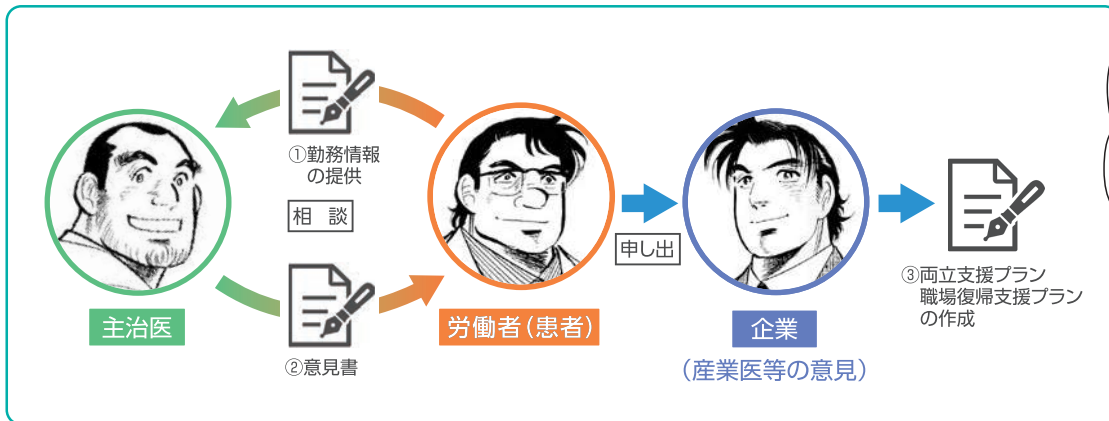 ①勤務情報
の提供
相 談
②意見書
主治医
労働者(患者)
申し出
企業
(産業医等の意見)
③両立支援プラン
職場復帰支援プラン
の作成